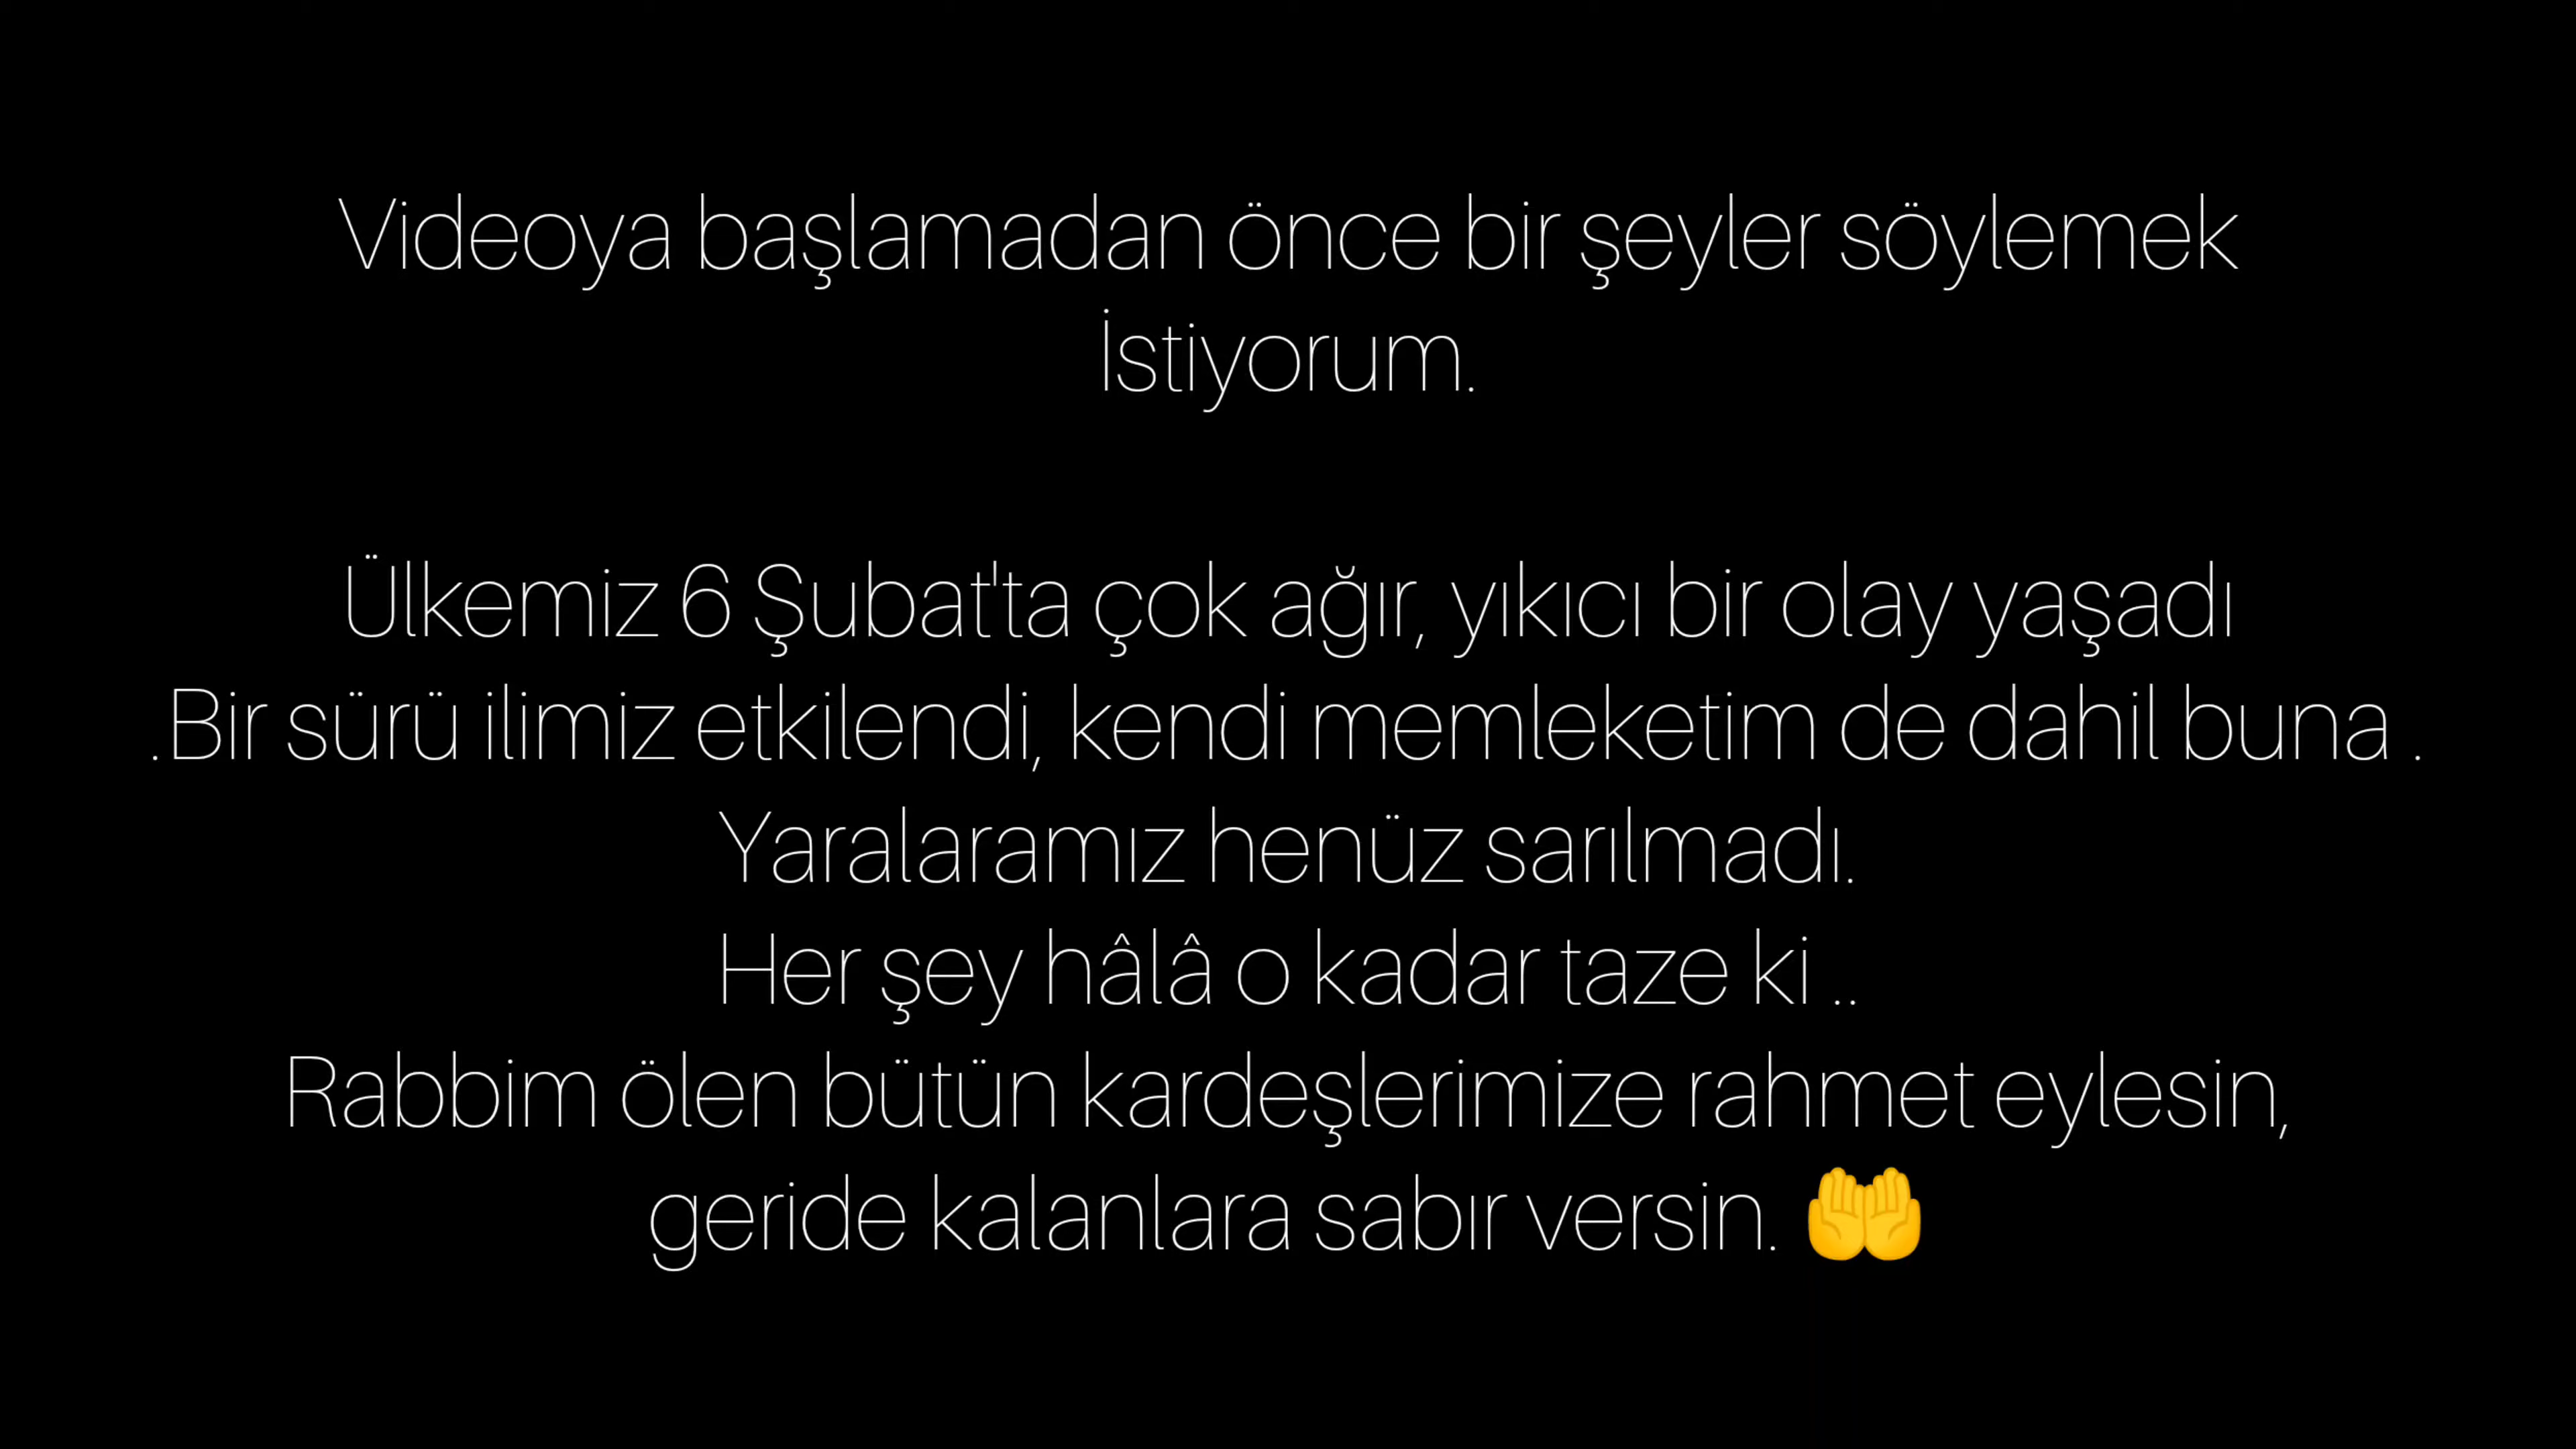 Videoya başlamadan önce bir şeyler söylemek
İstiyorum.
Ülkemiz 6 Şubat'ta çok ağır, yıkıcı bir olay yaşadı
.Bir sürü ilimiz etkilendi, kendi memleketim de dahil buna .
Yaralaramız henüz sarılmadı.
Her şey hâlâ o kadar taze ki ..
Rabbim ölen bütün kardeşlerimize rahmet eylesin,
geride kalanlara sabır versin. 🤲